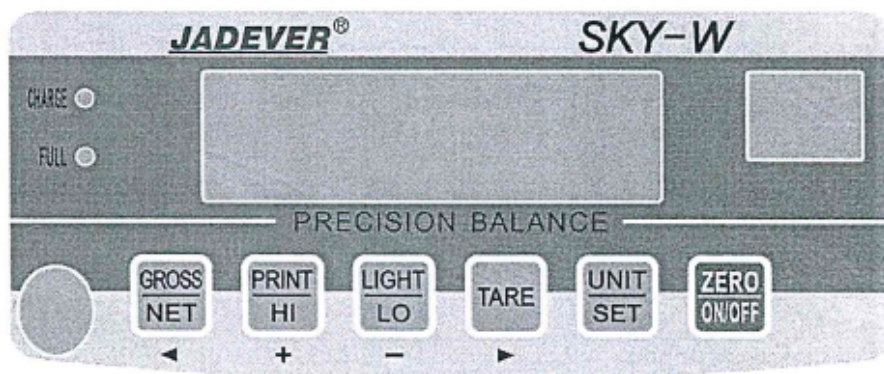 JADEVER® SKY-W
CHARGE
FULL
PRECISION BALANCE
GROSS PRINT LIGHT TARE UNIT ZERO
NET HI LO SET ON/OFF
◄ + − ►